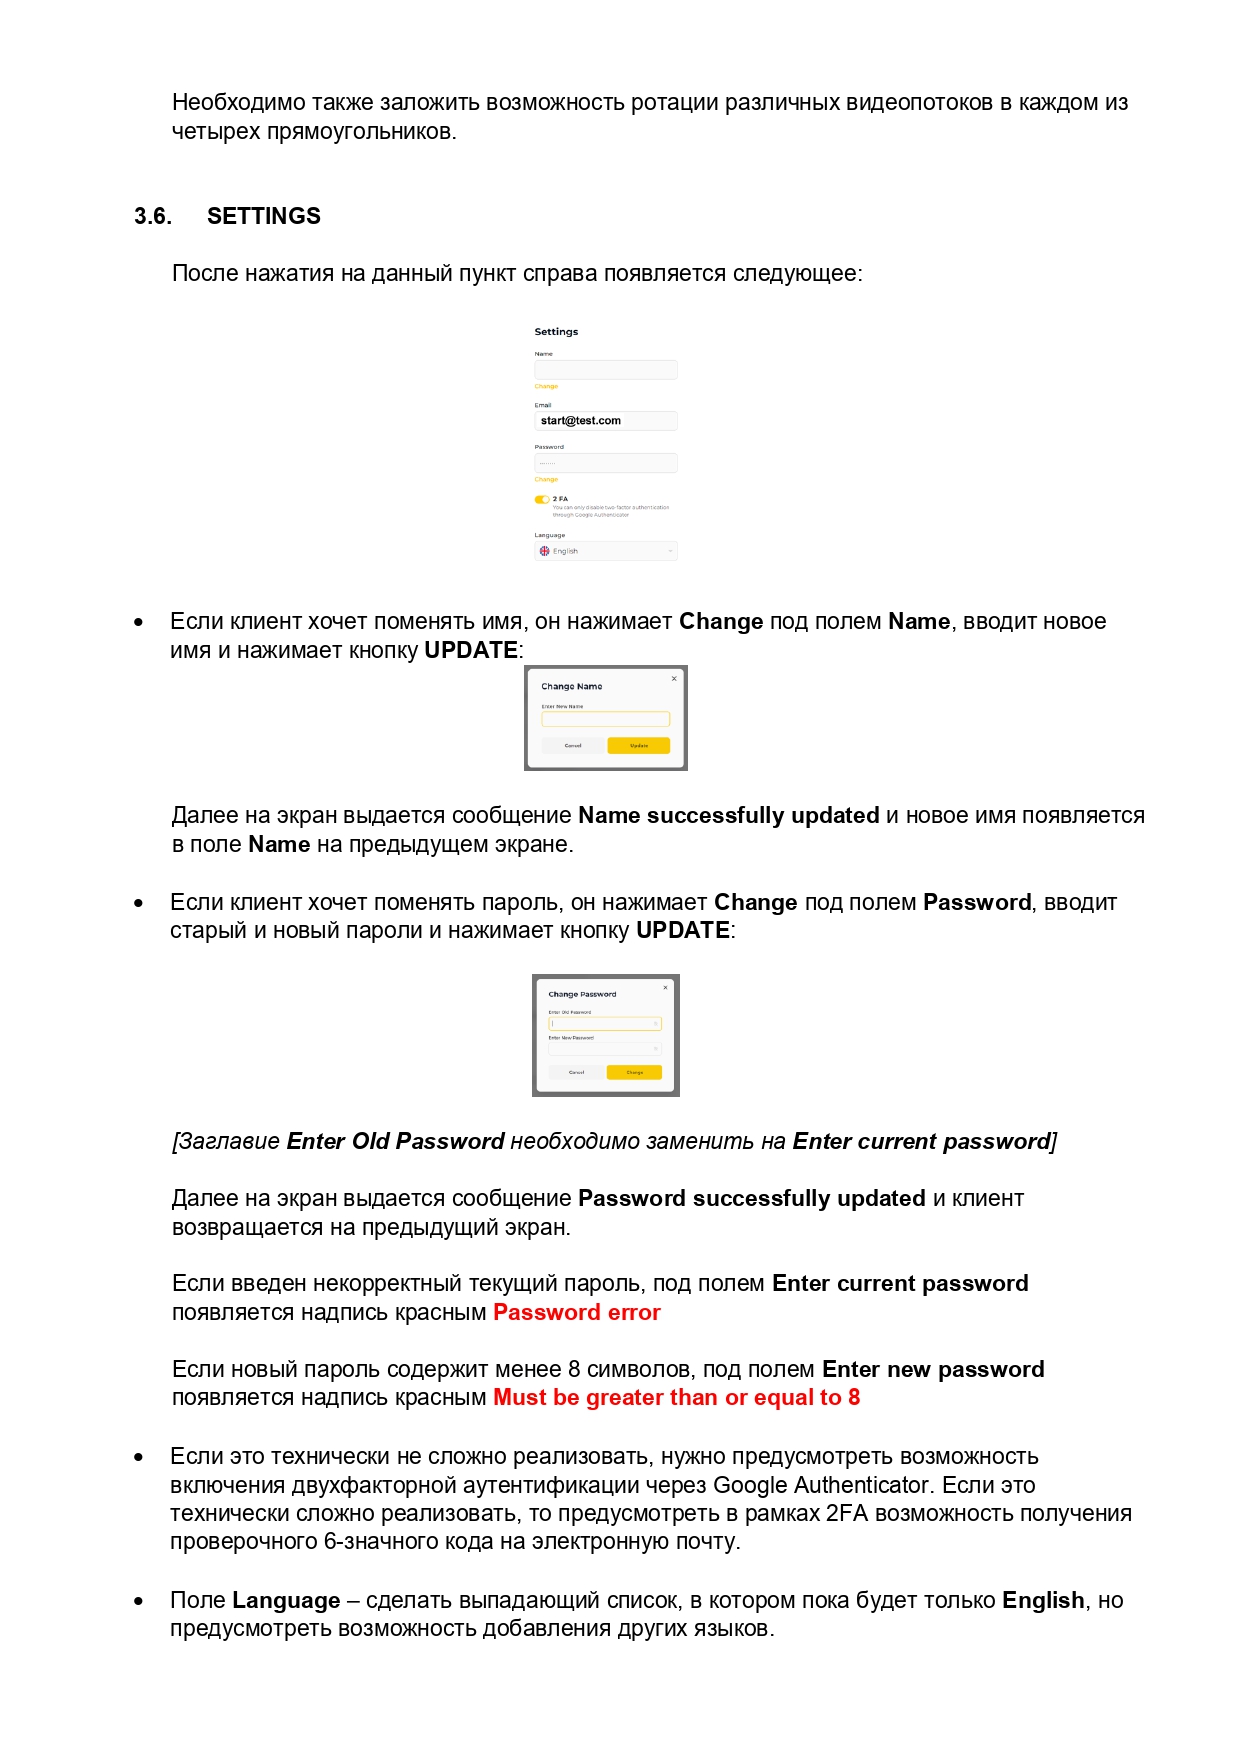 Необходимо также заложить возможность ротации различных видеопотоков в каждом из
четырех прямоугольников.
3.6. SETTINGS
После нажатия на данный пункт справа появляется следующее:
Settings
Name
Change
Email
start@test.com
Password
........
Change
2 FA
You can only disable two-factor authentication
through Google Authenticator
Language
English
• Если клиент хочет поменять имя, он нажимает Change под полем Name, вводит новое
имя и нажимает кнопку UPDATE:
×
Change Name
Enter New Name
Cancel Update
Далее на экран выдается сообщение Name successfully updated и новое имя появляется
в поле Name на предыдущем экране.
• Если клиент хочет поменять пароль, он нажимает Change под полем Password, вводит
старый и новый пароли и нажимает кнопку UPDATE:
×
Change Password
Enter Old Password
Enter New Password
Cancel Change
[Заглавие Enter Old Password необходимо заменить на Enter current password]
Далее на экран выдается сообщение Password successfully updated и клиент
возвращается на предыдущий экран.
Если введен некорректный текущий пароль, под полем Enter current password
появляется надпись красным Password error
Если новый пароль содержит менее 8 символов, под полем Enter new password
появляется надпись красным Must be greater than or equal to 8
• Если это технически не сложно реализовать, нужно предусмотреть возможность
включения двухфакторной аутентификации через Google Authenticator. Если это
технически сложно реализовать, то предусмотреть в рамках 2FA возможность получения
проверочного 6-значного кода на электронную почту.
• Поле Language – сделать выпадающий список, в котором пока будет только English, но
предусмотреть возможность добавления других языков.